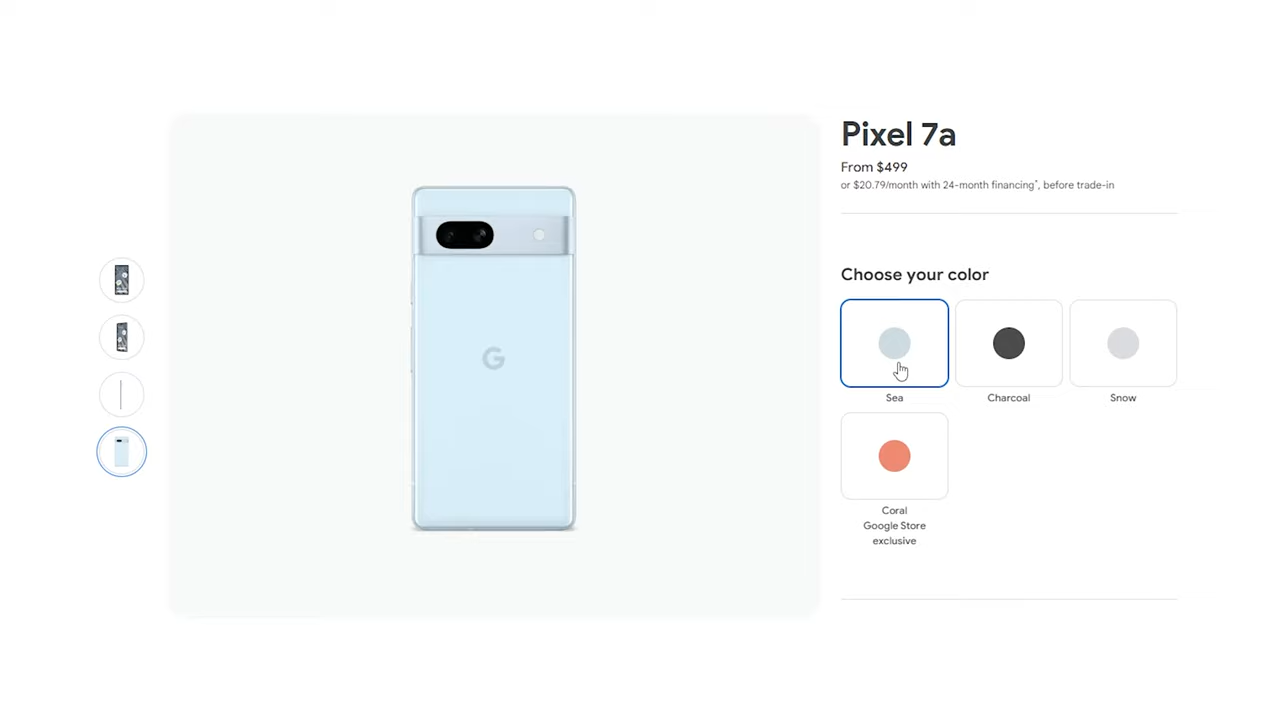 Pixel 7a
From $499
or $20.79/month with 24-month financing*, before trade-in
Choose your color
Sea
Charcoal
Snow
Coral
Google Store
exclusive
G